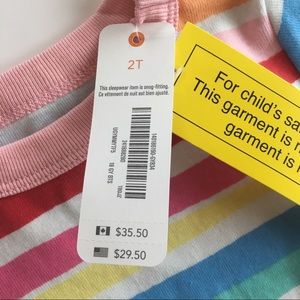 2T
This sleepwear item is snug-fitting.
Ce vêtement de nuit est bien ajusté.
$35.50
$29.50
For child's sa
This garment is n
garment is